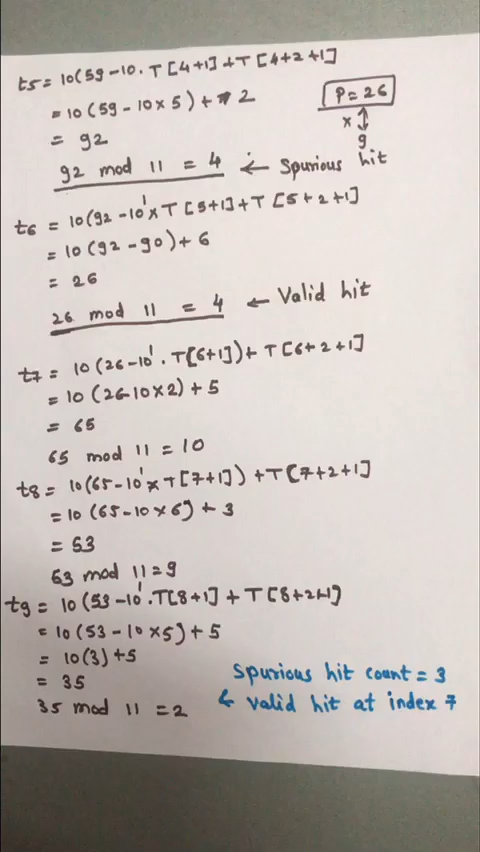 t5 = 10(59-10. T[4+1]+T[4+2+1]
= 10(59-10×5)+ 2
P=26
= 92
x
9
92 mod 11 = 4 ← Spurious hit
t6 = 10(92-10¹×T[5+1]+T[5+2+1]
= 10(92-90)+6
= 26
26 mod 11 = 4 ← Valid hit
t7 = 10(26-10¹.T[6+1])+T[6+2+1]
= 10(26-10×2)+5
= 65
65 mod 11 = 10
t8 = 10(65-10¹×T[7+1])+T[7+2+1]
= 10(65-10×6)+3
= 53
53 mod 11=9
t9 = 10(53-10¹.T[8+1]+T[8+2+1)
= 10(53-10×5)+5
= 10(3)+5
= 35
35 mod 11 =2
Spurious hit count = 3
& Valid hit at index 7